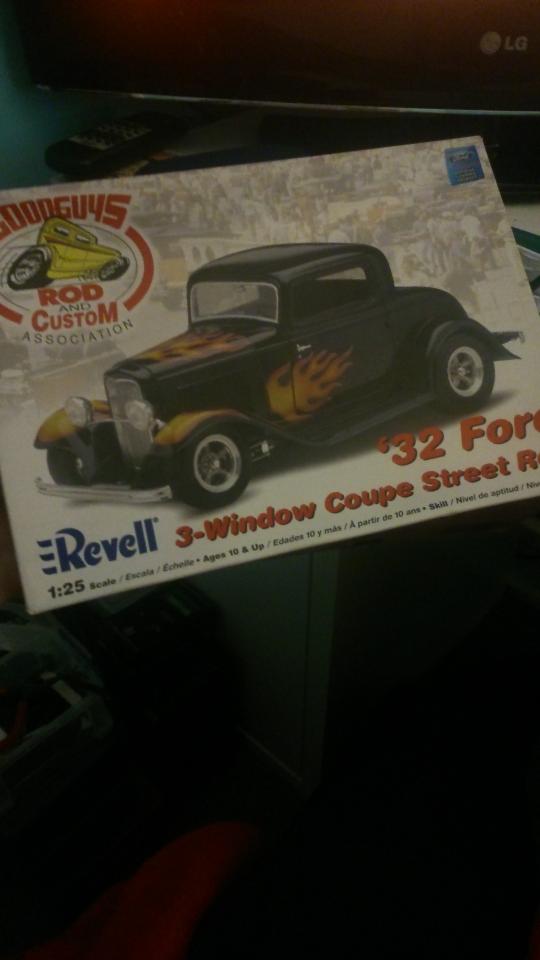 LG
GOODGUYS
ROD
AND
CUSTOM
ASSOCIATION
'32 Ford
3-Window Coupe Street R
Revell®
1:25 Scale / Escala / Échelle • Ages 10 & Up / Edades 10 y más / À partir de 10 ans • Skill / Nivel de aptitud / Niv